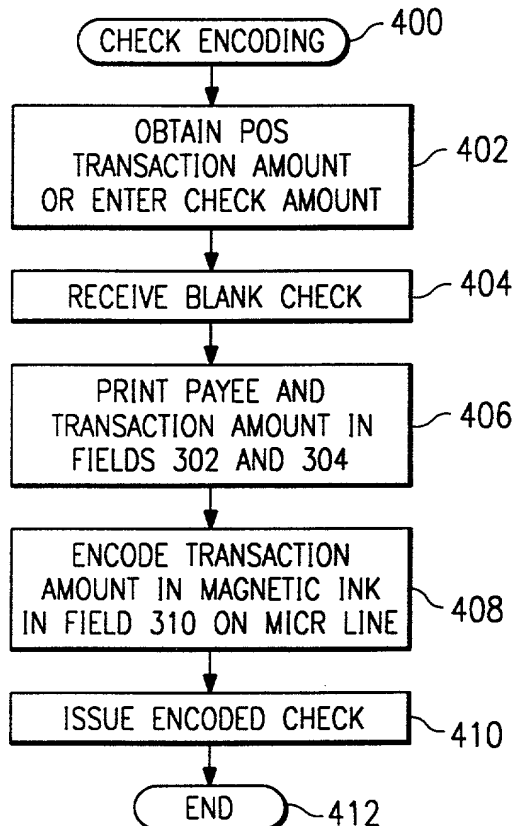 CHECK ENCODING
400
OBTAIN POS
TRANSACTION AMOUNT
OR ENTER CHECK AMOUNT
402
RECEIVE BLANK CHECK
404
PRINT PAYEE AND
TRANSACTION AMOUNT IN
FIELDS 302 AND 304
406
ENCODE TRANSACTION
AMOUNT IN MAGNETIC INK
IN FIELD 310 ON MICR LINE
408
ISSUE ENCODED CHECK
410
END
412